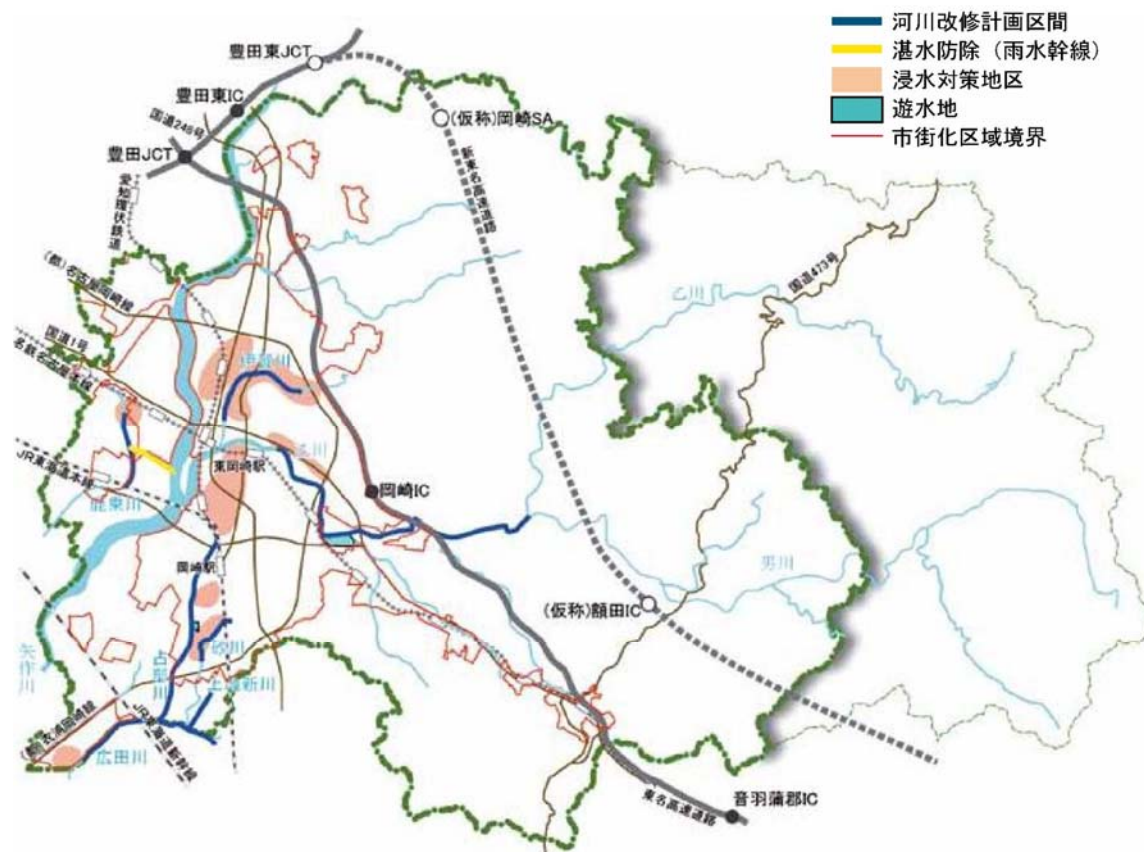 河川改修計画区間
湛水防除（雨水幹線）
浸水対策地区
遊水地
市街化区域境界
豊田東JCT
豊田東IC
国道248号
豊田JCT
(仮称)岡崎SA
新東名高速道路
愛知環状鉄道
(都)名古屋岡崎線
国道1号
名鉄名古屋本線
国道473号
乙川
伊賀川
乙川
東岡崎駅
JR東海道本線
鹿乗川
岡崎IC
岡崎駅
男川
(仮称)額田IC
矢作川
占部川
砂川
上地新川
(都)衣浦岡崎線
JR東海道新幹線
広田川
東名高速道路
音羽蒲郡IC